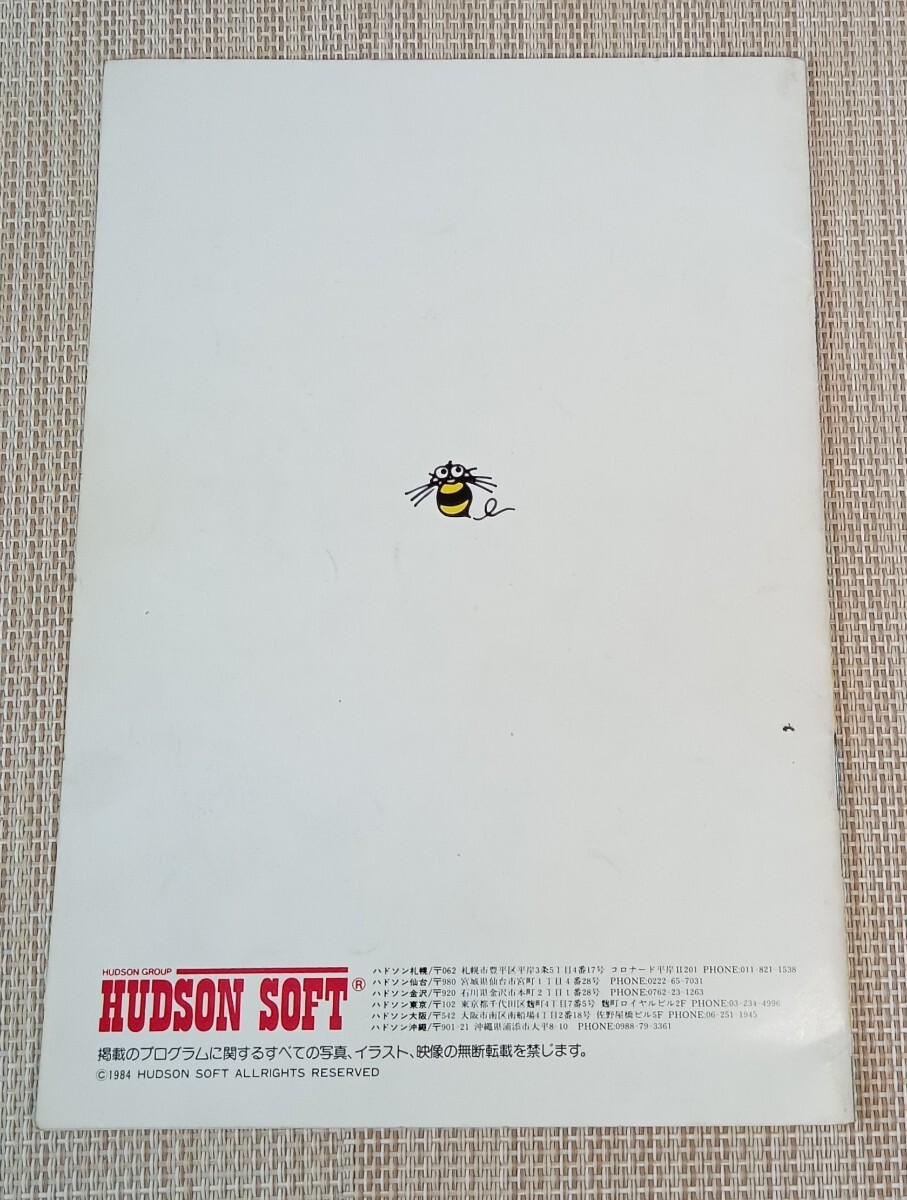 HUDSON GROUP
HUDSON SOFT®
ハドソン札幌/〒062 札幌市豊平区平岸3条5丁目4番17号 コロナード平岸II201 PHONE:011-821-1538
ハドソン仙台/〒980 宮城県仙台市宮町1丁目4番28号 PHONE:0222-65-7031
ハドソン金沢/〒920 石川県金沢市本町2丁目1番28号 PHONE:0762-23-1263
ハドソン東京/〒102 東京都千代田区麹町4丁目7番5号 麹町ロイヤルビル2F PHONE:03-234-4996
ハドソン大阪/〒542 大阪市南区南船場4丁目2番18号 佐野屋橋ビル5F PHONE:06-251-1945
ハドソン沖縄/〒901-21 沖縄県浦添市大平8-10 PHONE:0988-79-3361
掲載のプログラムに関するすべての写真、イラスト、映像の無断転載を禁じます。
©1984 HUDSON SOFT ALLRIGHTS RESERVED